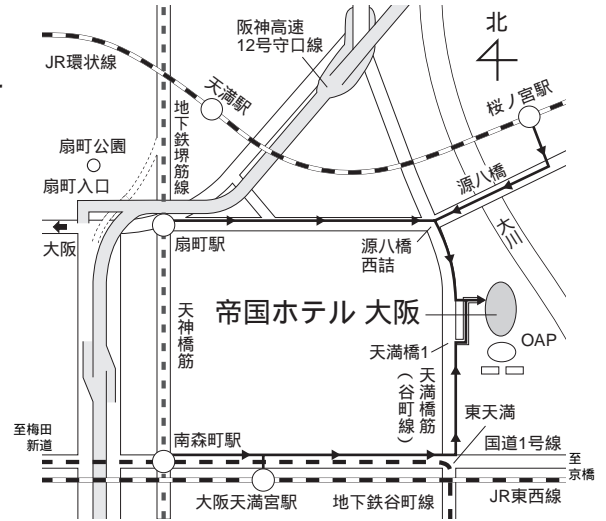 阪神高速
12号守口線
北
JR環状線
天満駅
桜ノ宮駅
地下鉄堺筋線
扇町公園
扇町入口
源八橋
大川
大阪
扇町駅
源八橋
西詰
天神橋筋
帝国ホテル 大阪
天満橋1
OAP
天満橋筋
(谷町線)
東天満
至梅田
新道
南森町駅
国道1号線
至
京橋
大阪天満宮駅
地下鉄谷町線
JR東西線